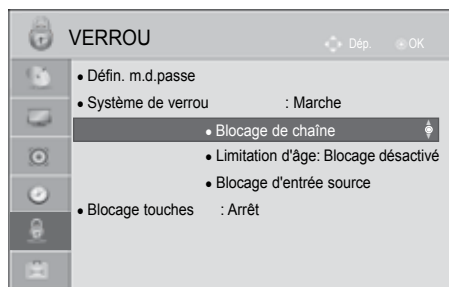 VERROU
Dép. OK
• Défin. m.d.passe
• Système de verrou : Marche
• Blocage de chaîne
• Limitation d'âge: Blocage désactivé
• Blocage d'entrée source
• Blocage touches : Arrêt